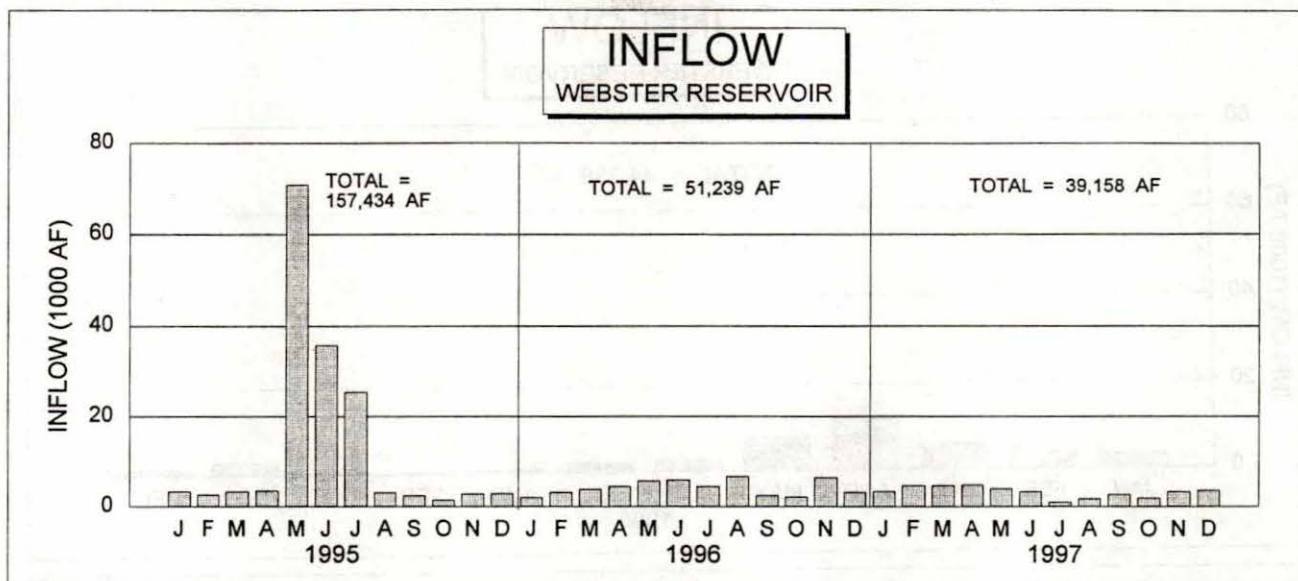 INFLOW
WEBSTER RESERVOIR
80
60
40
20
0
INFLOW (1000 AF)
TOTAL =
157,434 AF
TOTAL = 51,239 AF
TOTAL = 39,158 AF
J F M A M J J A S O N D J F M A M J J A S O N D J F M A M J J A S O N D
1995 1996 1997